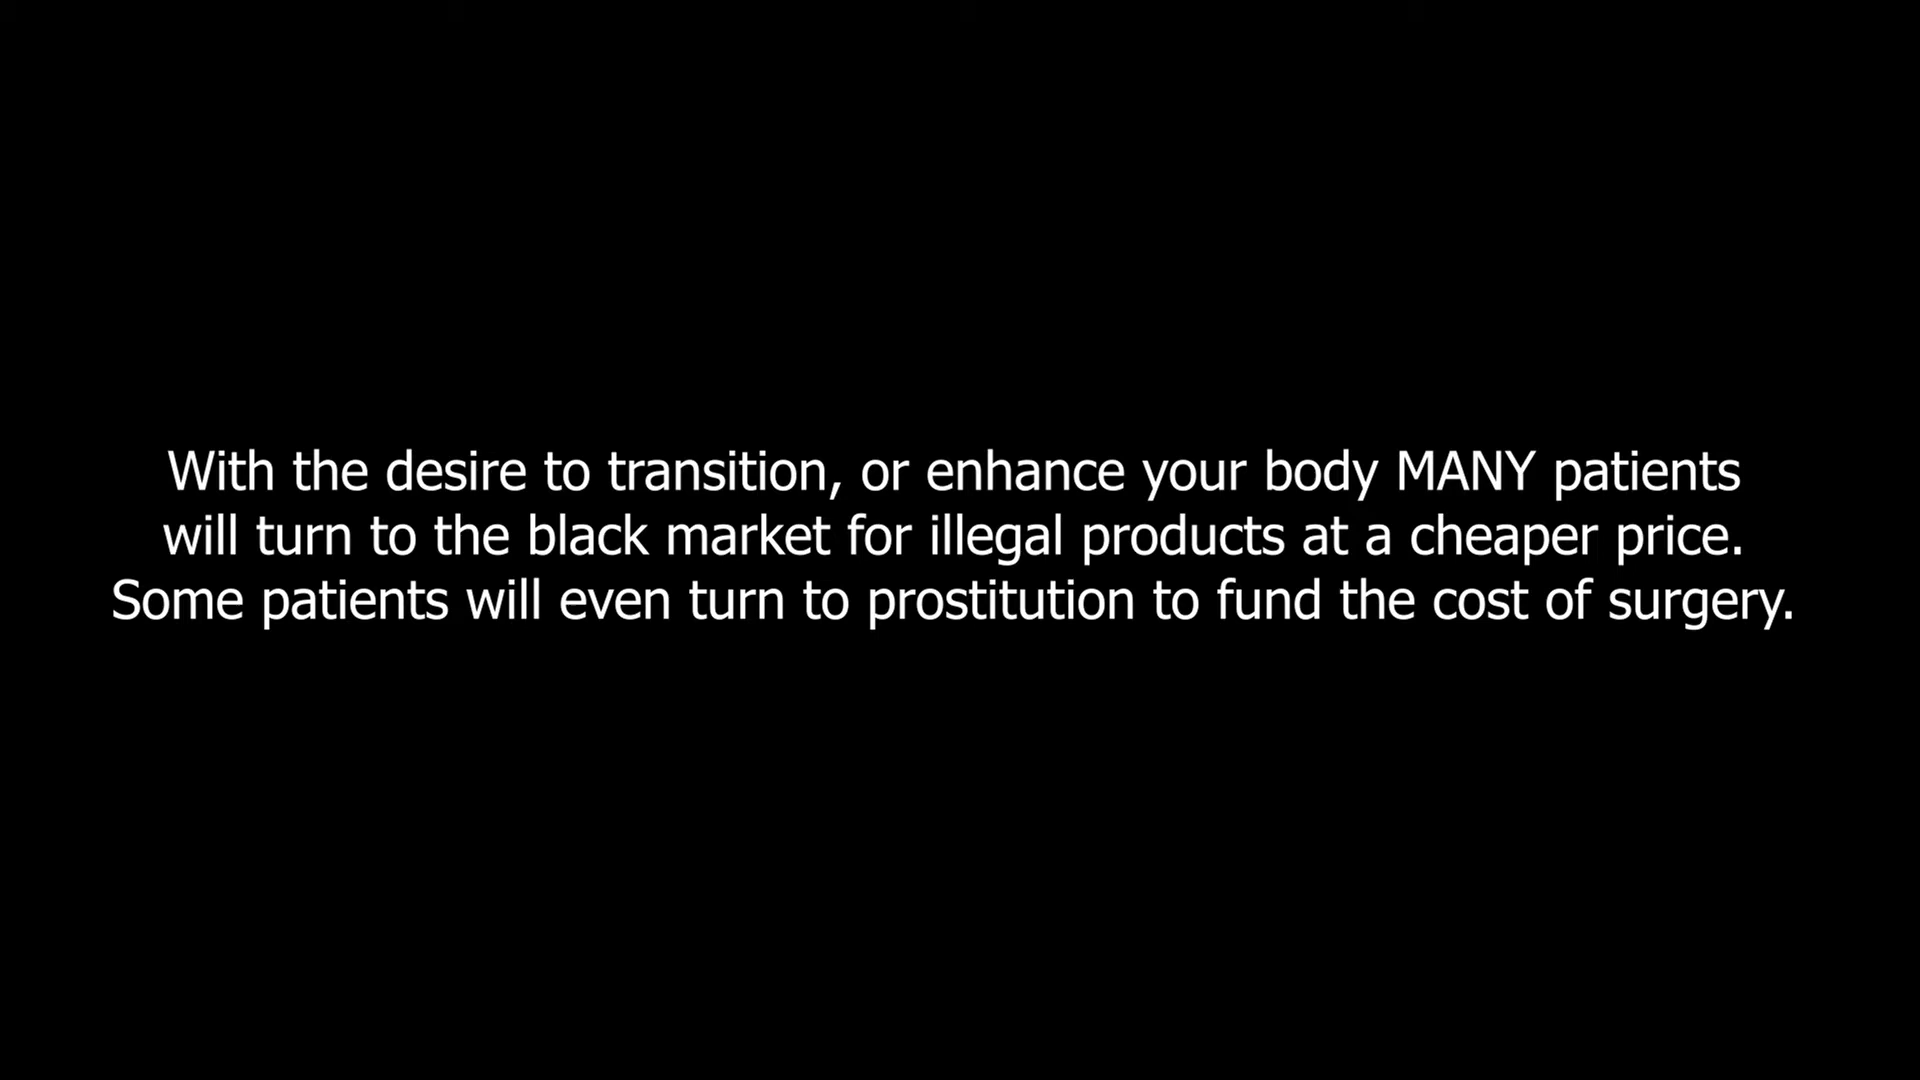 With the desire to transition, or enhance your body MANY patients
will turn to the black market for illegal products at a cheaper price.
Some patients will even turn to prostitution to fund the cost of surgery.